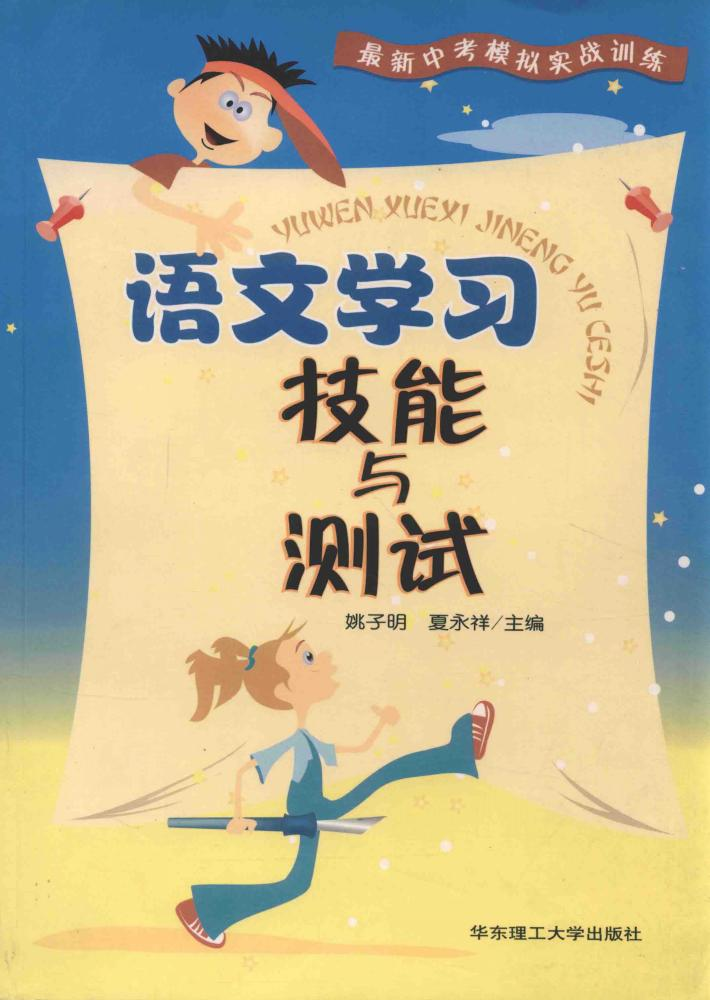 最新中考模拟实战训练
YUWEN XUEXI JINENG YU CESHI
语文学习
技能
与
测试
姚子明 夏永祥/主编
华东理工大学出版社